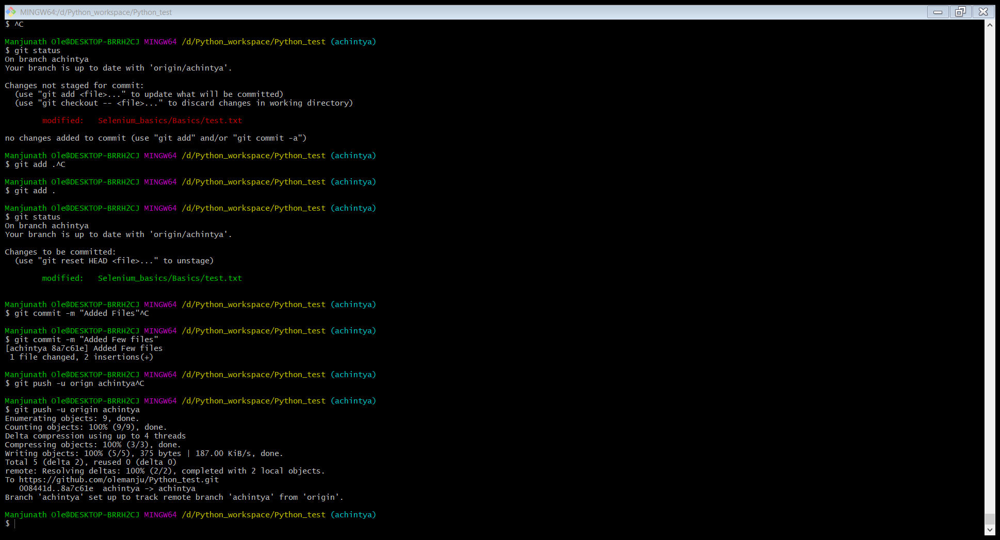 MINGW64:/d/Python_workspace/Python_test
$ ^C
Manjunath Ole@DESKTOP-BRRH2CJ MINGW64 /d/Python_workspace/Python_test (achintya)
$ git status
On branch achintya
Your branch is up to date with 'origin/achintya'.
Changes not staged for commit:
  (use "git add <file>..." to update what will be committed)
  (use "git checkout -- <file>..." to discard changes in working directory)
        modified:   Selenium_basics/Basics/test.txt
no changes added to commit (use "git add" and/or "git commit -a")
Manjunath Ole@DESKTOP-BRRH2CJ MINGW64 /d/Python_workspace/Python_test (achintya)
$ git add .^C
Manjunath Ole@DESKTOP-BRRH2CJ MINGW64 /d/Python_workspace/Python_test (achintya)
$ git add .
Manjunath Ole@DESKTOP-BRRH2CJ MINGW64 /d/Python_workspace/Python_test (achintya)
$ git status
On branch achintya
Your branch is up to date with 'origin/achintya'.
Changes to be committed:
  (use "git reset HEAD <file>..." to unstage)
        modified:   Selenium_basics/Basics/test.txt
Manjunath Ole@DESKTOP-BRRH2CJ MINGW64 /d/Python_workspace/Python_test (achintya)
$ git commit -m "Added Files"^C
Manjunath Ole@DESKTOP-BRRH2CJ MINGW64 /d/Python_workspace/Python_test (achintya)
$ git commit -m "Added Few files"
[achintya 8a7c61e] Added Few files
 1 file changed, 2 insertions(+)
Manjunath Ole@DESKTOP-BRRH2CJ MINGW64 /d/Python_workspace/Python_test (achintya)
$ git push -u orign achintya^C
Manjunath Ole@DESKTOP-BRRH2CJ MINGW64 /d/Python_workspace/Python_test (achintya)
$ git push -u origin achintya
Enumerating objects: 9, done.
Counting objects: 100% (9/9), done.
Delta compression using up to 4 threads
Compressing objects: 100% (3/3), done.
Writing objects: 100% (5/5), 375 bytes | 187.00 KiB/s, done.
Total 5 (delta 2), reused 0 (delta 0)
remote: Resolving deltas: 100% (2/2), completed with 2 local objects.
To https://github.com/olemanju/Python_test.git
   008441d..8a7c61e  achintya -> achintya
Branch 'achintya' set up to track remote branch 'achintya' from 'origin'.
Manjunath Ole@DESKTOP-BRRH2CJ MINGW64 /d/Python_workspace/Python_test (achintya)
$